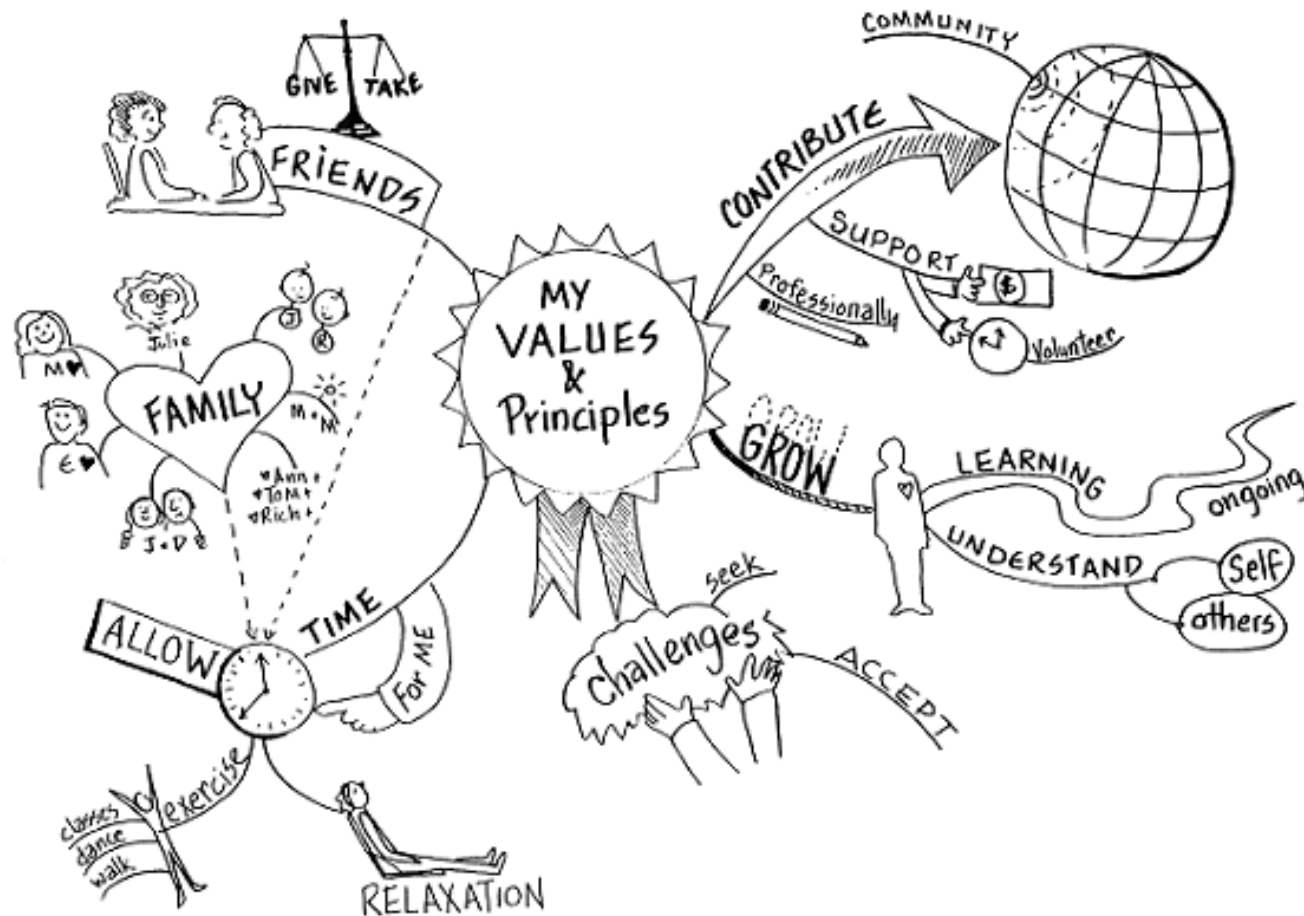 MY
VALUES
&
Principles
FRIENDS
GIVE TAKE
FAMILY
M♥
Julie
J
R
M+M
♥Ann+
♥TOM+
♥Rich+
J+D
E♥
TIME
ALLOW
For ME
exercise
classes
dance
walk
RELAXATION
CONTRIBUTE
COMMUNITY
SUPPORT
$
Volunteer
Professionally
GROW
GROW
LEARNING
ongoing
UNDERSTAND
Self
others
Challenges
seek
ACCEPT